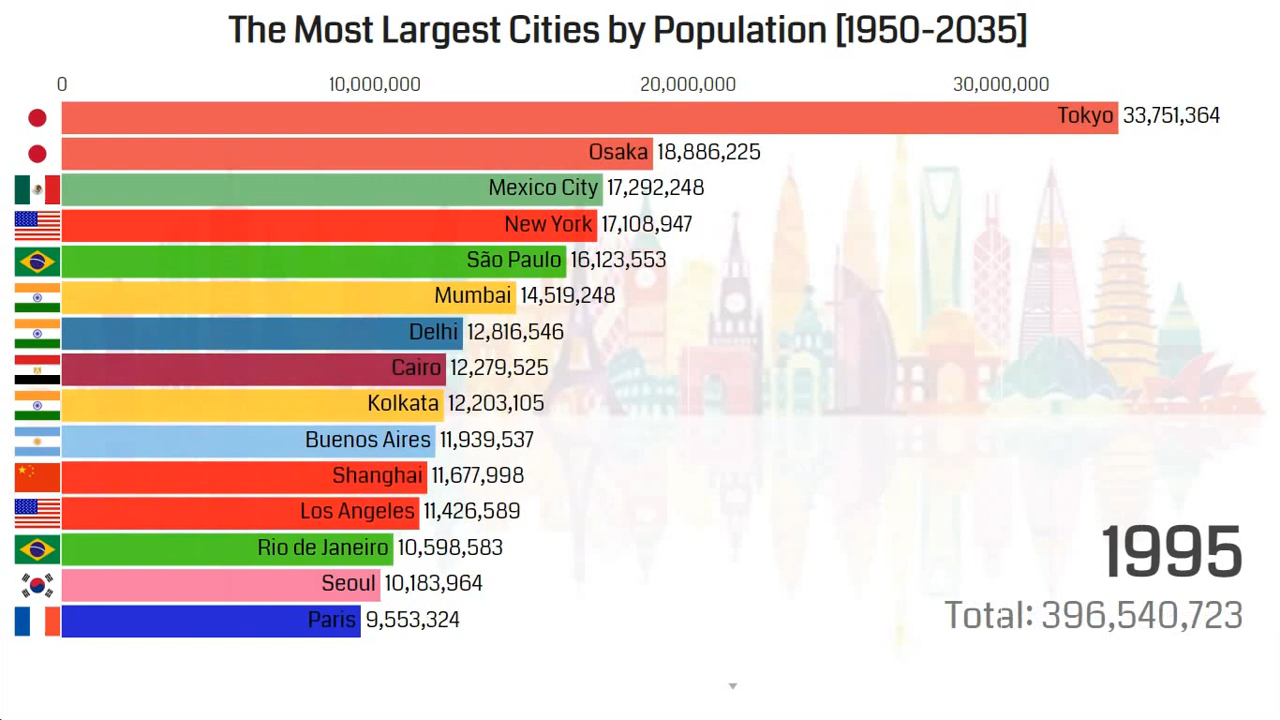 The Most Largest Cities by Population [1950-2035]
0 10,000,000 20,000,000 30,000,000
Tokyo 33,751,364
Osaka 18,886,225
Mexico City 17,292,248
New York 17,108,947
São Paulo 16,123,553
Mumbai 14,519,248
Delhi 12,816,546
Cairo 12,279,525
Kolkata 12,203,105
Buenos Aires 11,939,537
Shanghai 11,677,998
Los Angeles 11,426,589
Rio de Janeiro 10,598,583
Seoul 10,183,964
Paris 9,553,324
1995
Total: 396,540,723